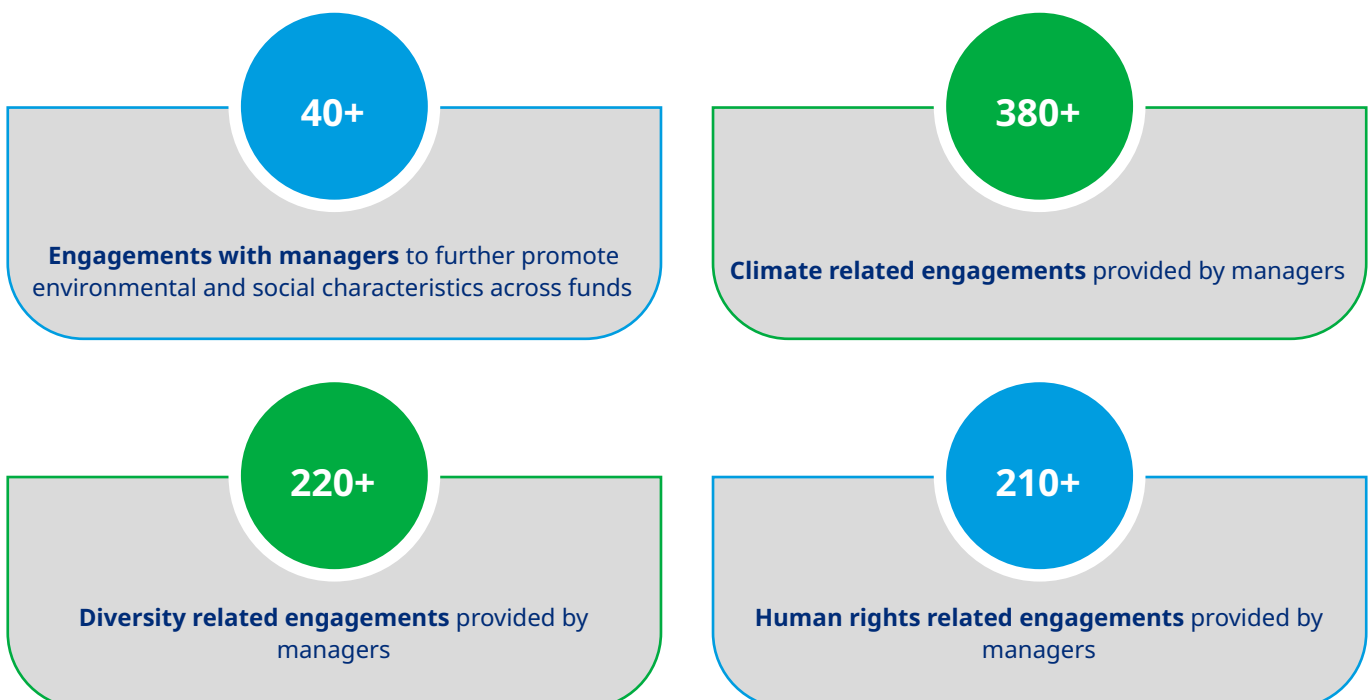 40+
Engagements with managers to further promote
environmental and social characteristics across funds
380+
Climate related engagements provided by managers
220+
Diversity related engagements provided by
managers
210+
Human rights related engagements provided by
managers